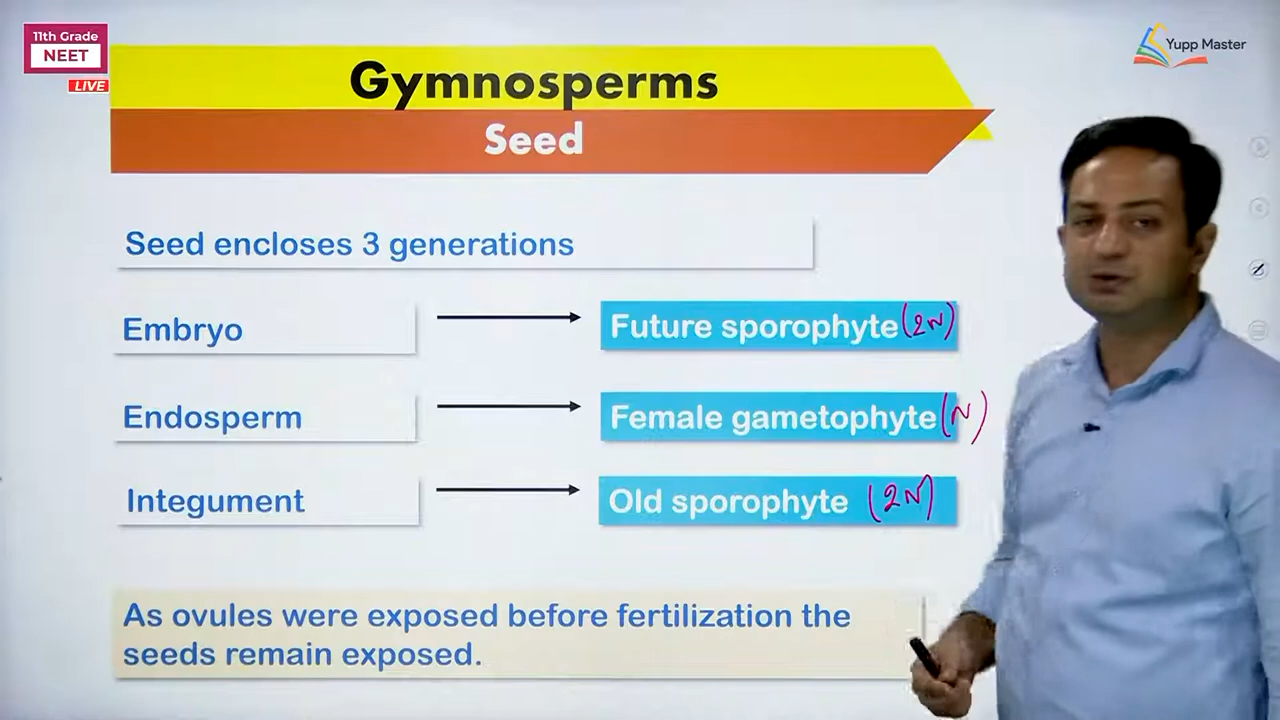 11th Grade
NEET
LIVE
Yupp Master
Gymnosperms
Seed
Seed encloses 3 generations
Embryo
Future sporophyte (2N)
Endosperm
Female gametophyte (N)
Integument
Old sporophyte (2N)
As ovules were exposed before fertilization the
seeds remain exposed.